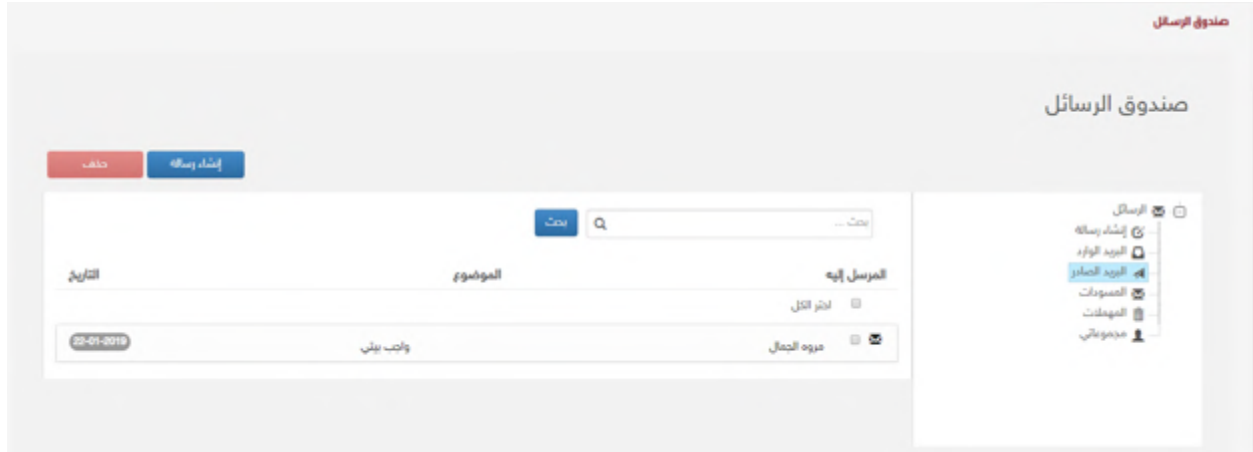 صندوق الرسائل
صندوق الرسائل
إنشاء رسالة
حذف
الرسائل
إنشاء رسالة
البريد الوارد
البريد الصادر
المسودات
المهملات
مجموعاتي
بحث ...
بحث
المرسل إليه الموضوع التاريخ
اختر الكل
مروه الجمال واجب بيتي 22-01-2019